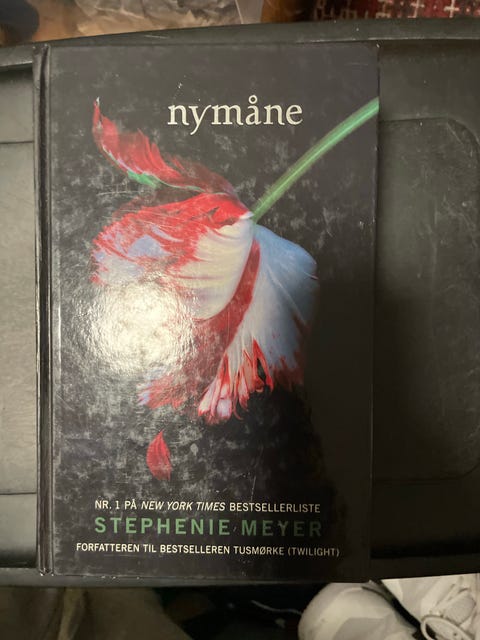 nymåne
NR. 1 PÅ NEW YORK TIMES BESTSELLERLISTE
STEPHENIE MEYER
FORFATTEREN TIL BESTSELLEREN TUSMØRKE (TWILIGHT)